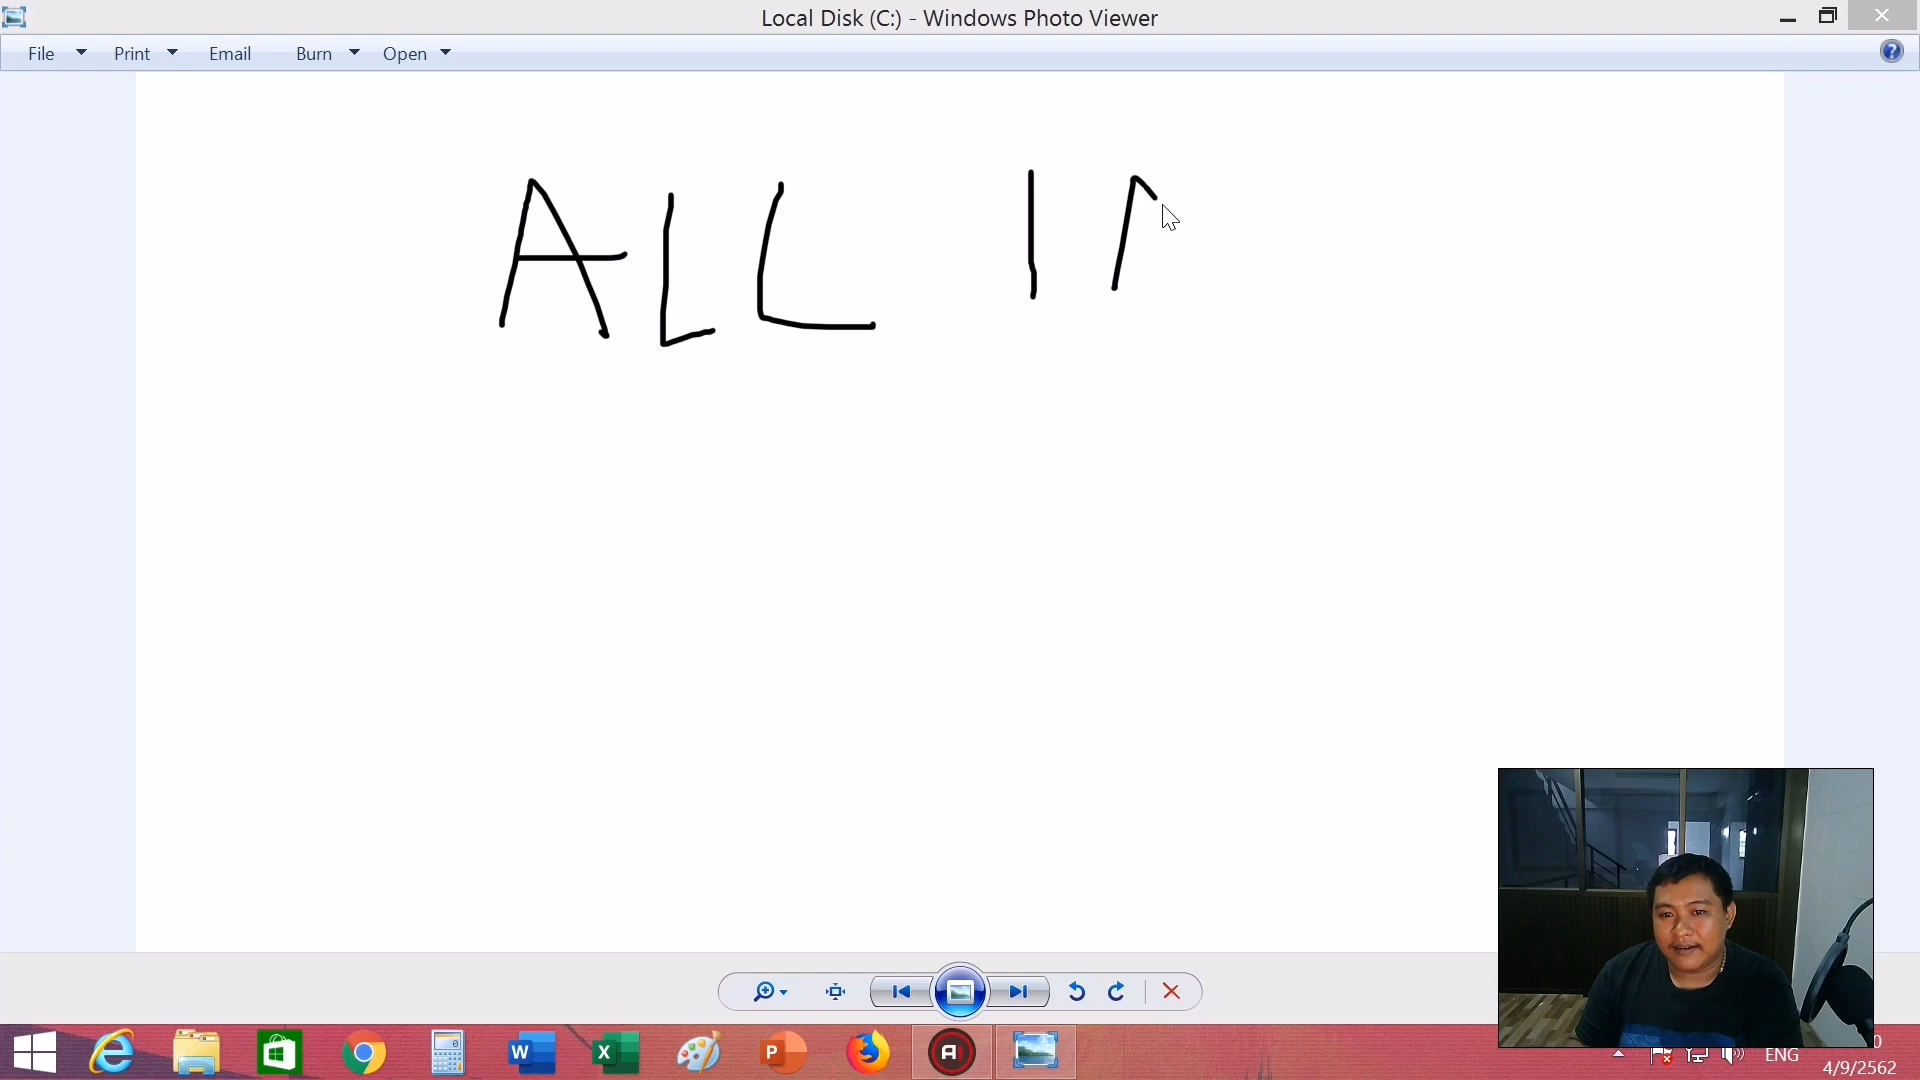 Local Disk (C:) - Windows Photo Viewer
File Print Email Burn Open
ALL I
ENG
4/9/2562